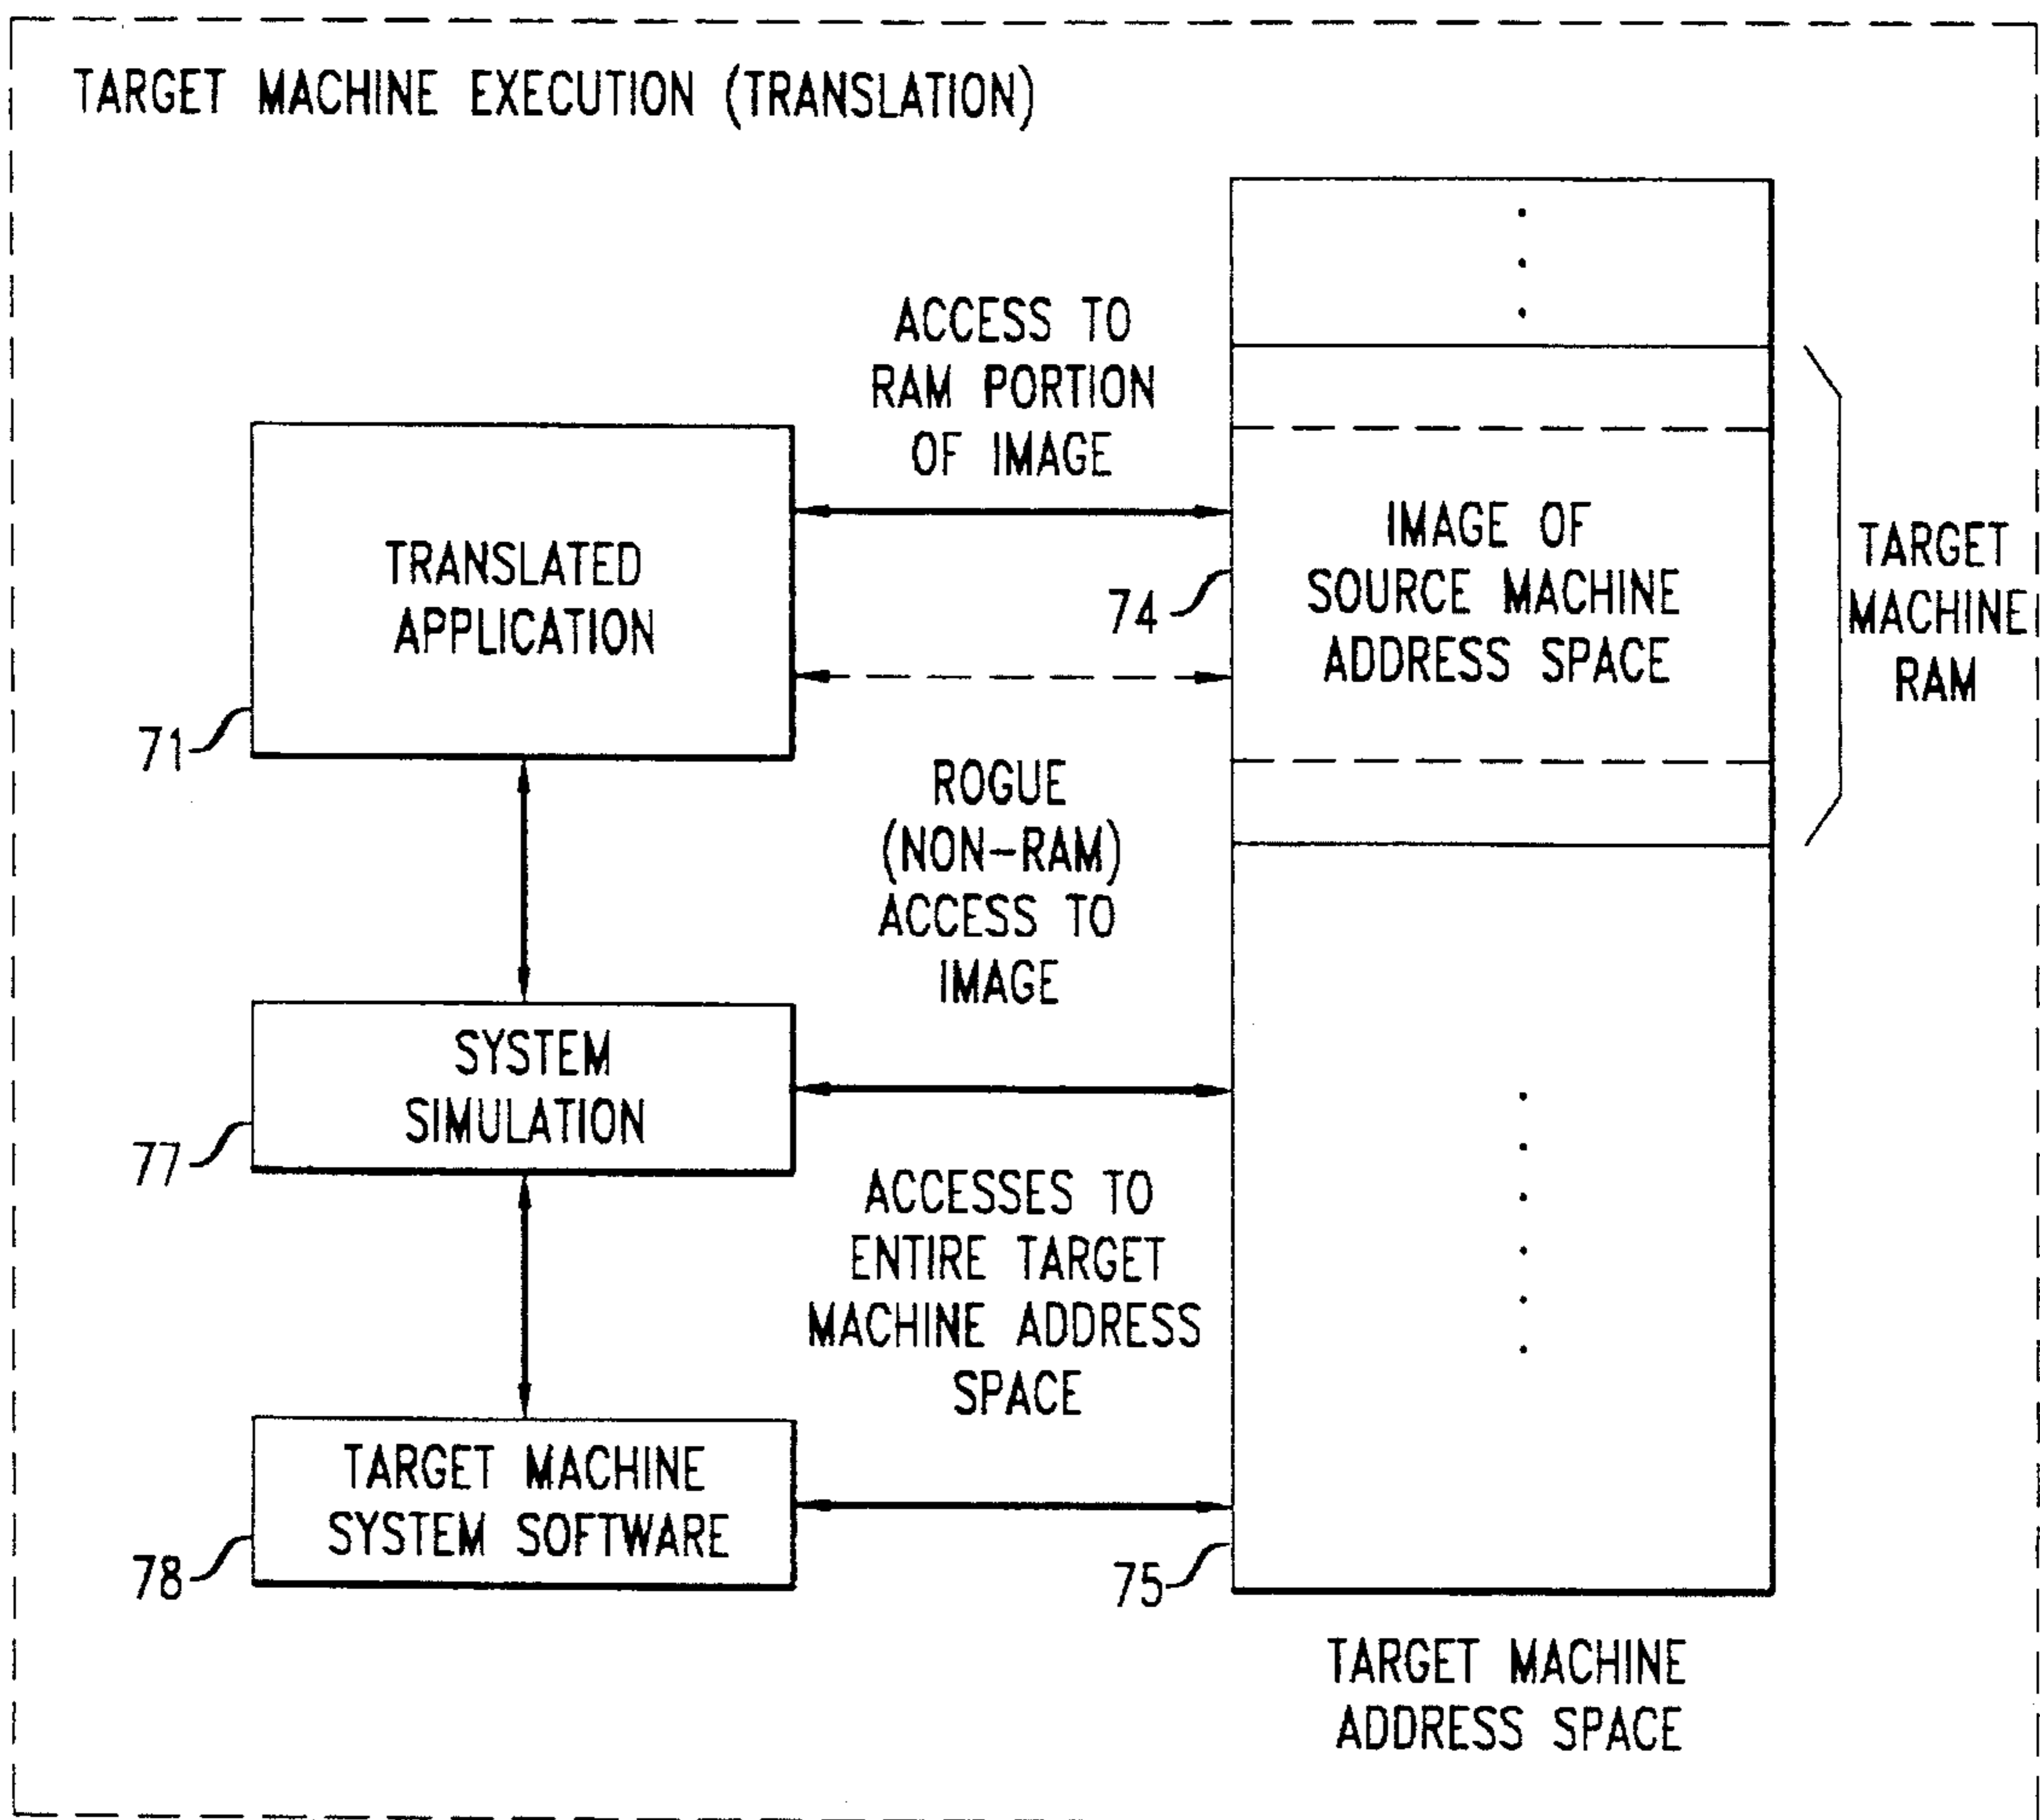 TARGET MACHINE EXECUTION (TRANSLATION)
ACCESS TO
RAM PORTION
OF IMAGE
TRANSLATED
APPLICATION
71
IMAGE OF
SOURCE MACHINE
ADDRESS SPACE
74
TARGET
MACHINE
RAM
ROGUE
(NON-RAM)
ACCESS TO
IMAGE
SYSTEM
SIMULATION
77
ACCESSES TO
ENTIRE TARGET
MACHINE ADDRESS
SPACE
TARGET MACHINE
SYSTEM SOFTWARE
78
75
TARGET MACHINE
ADDRESS SPACE